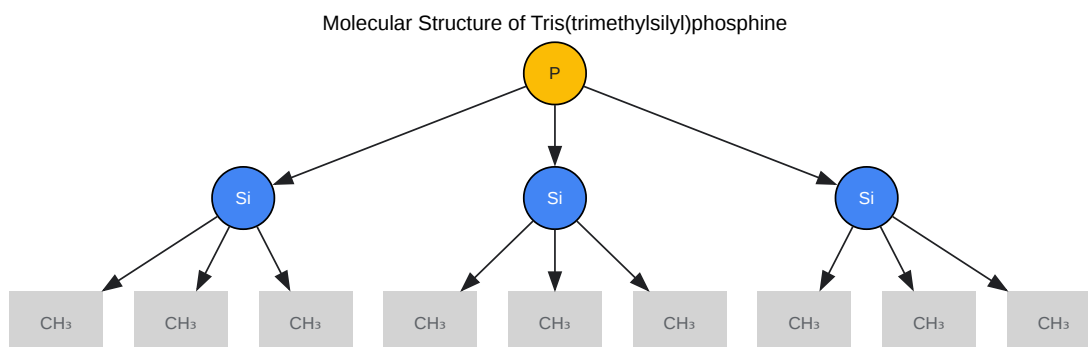 Molecular Structure of Tris(trimethylsilyl)phosphine
P
Si Si Si
CH₃ CH₃ CH₃ CH₃ CH₃ CH₃ CH₃ CH₃ CH₃